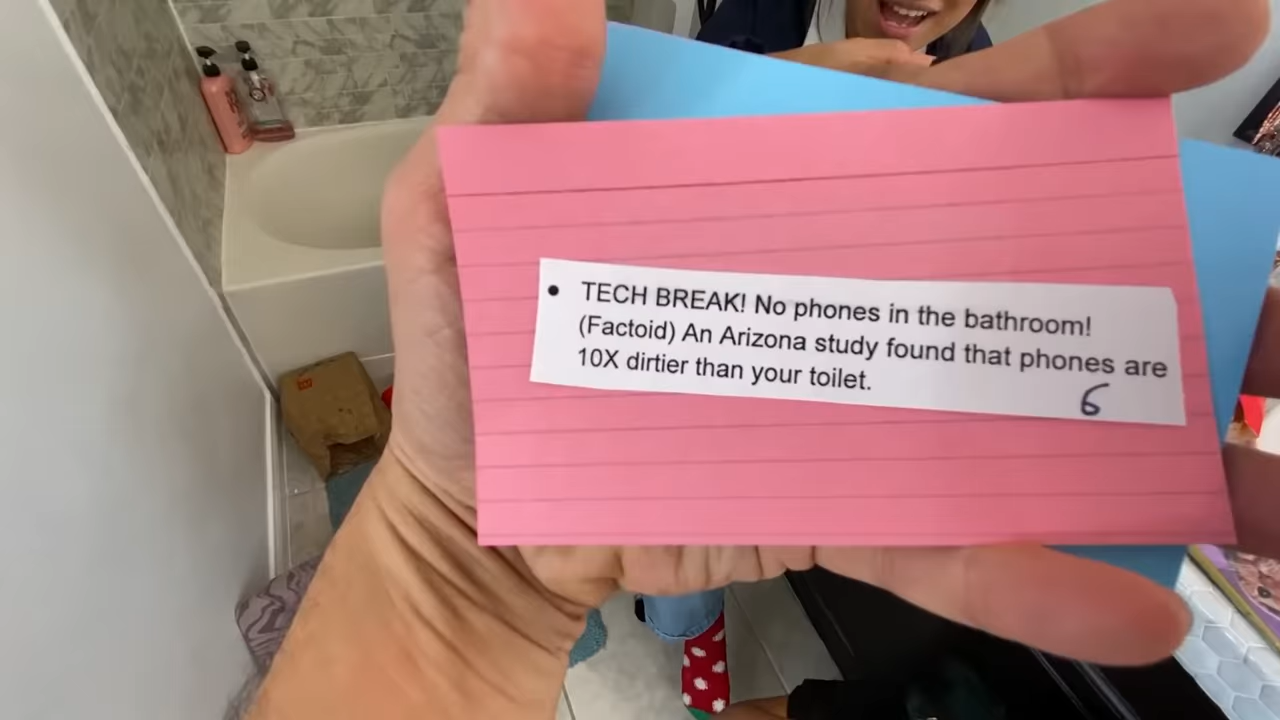 • TECH BREAK! No phones in the bathroom!
(Factoid) An Arizona study found that phones are
10X dirtier than your toilet.
6